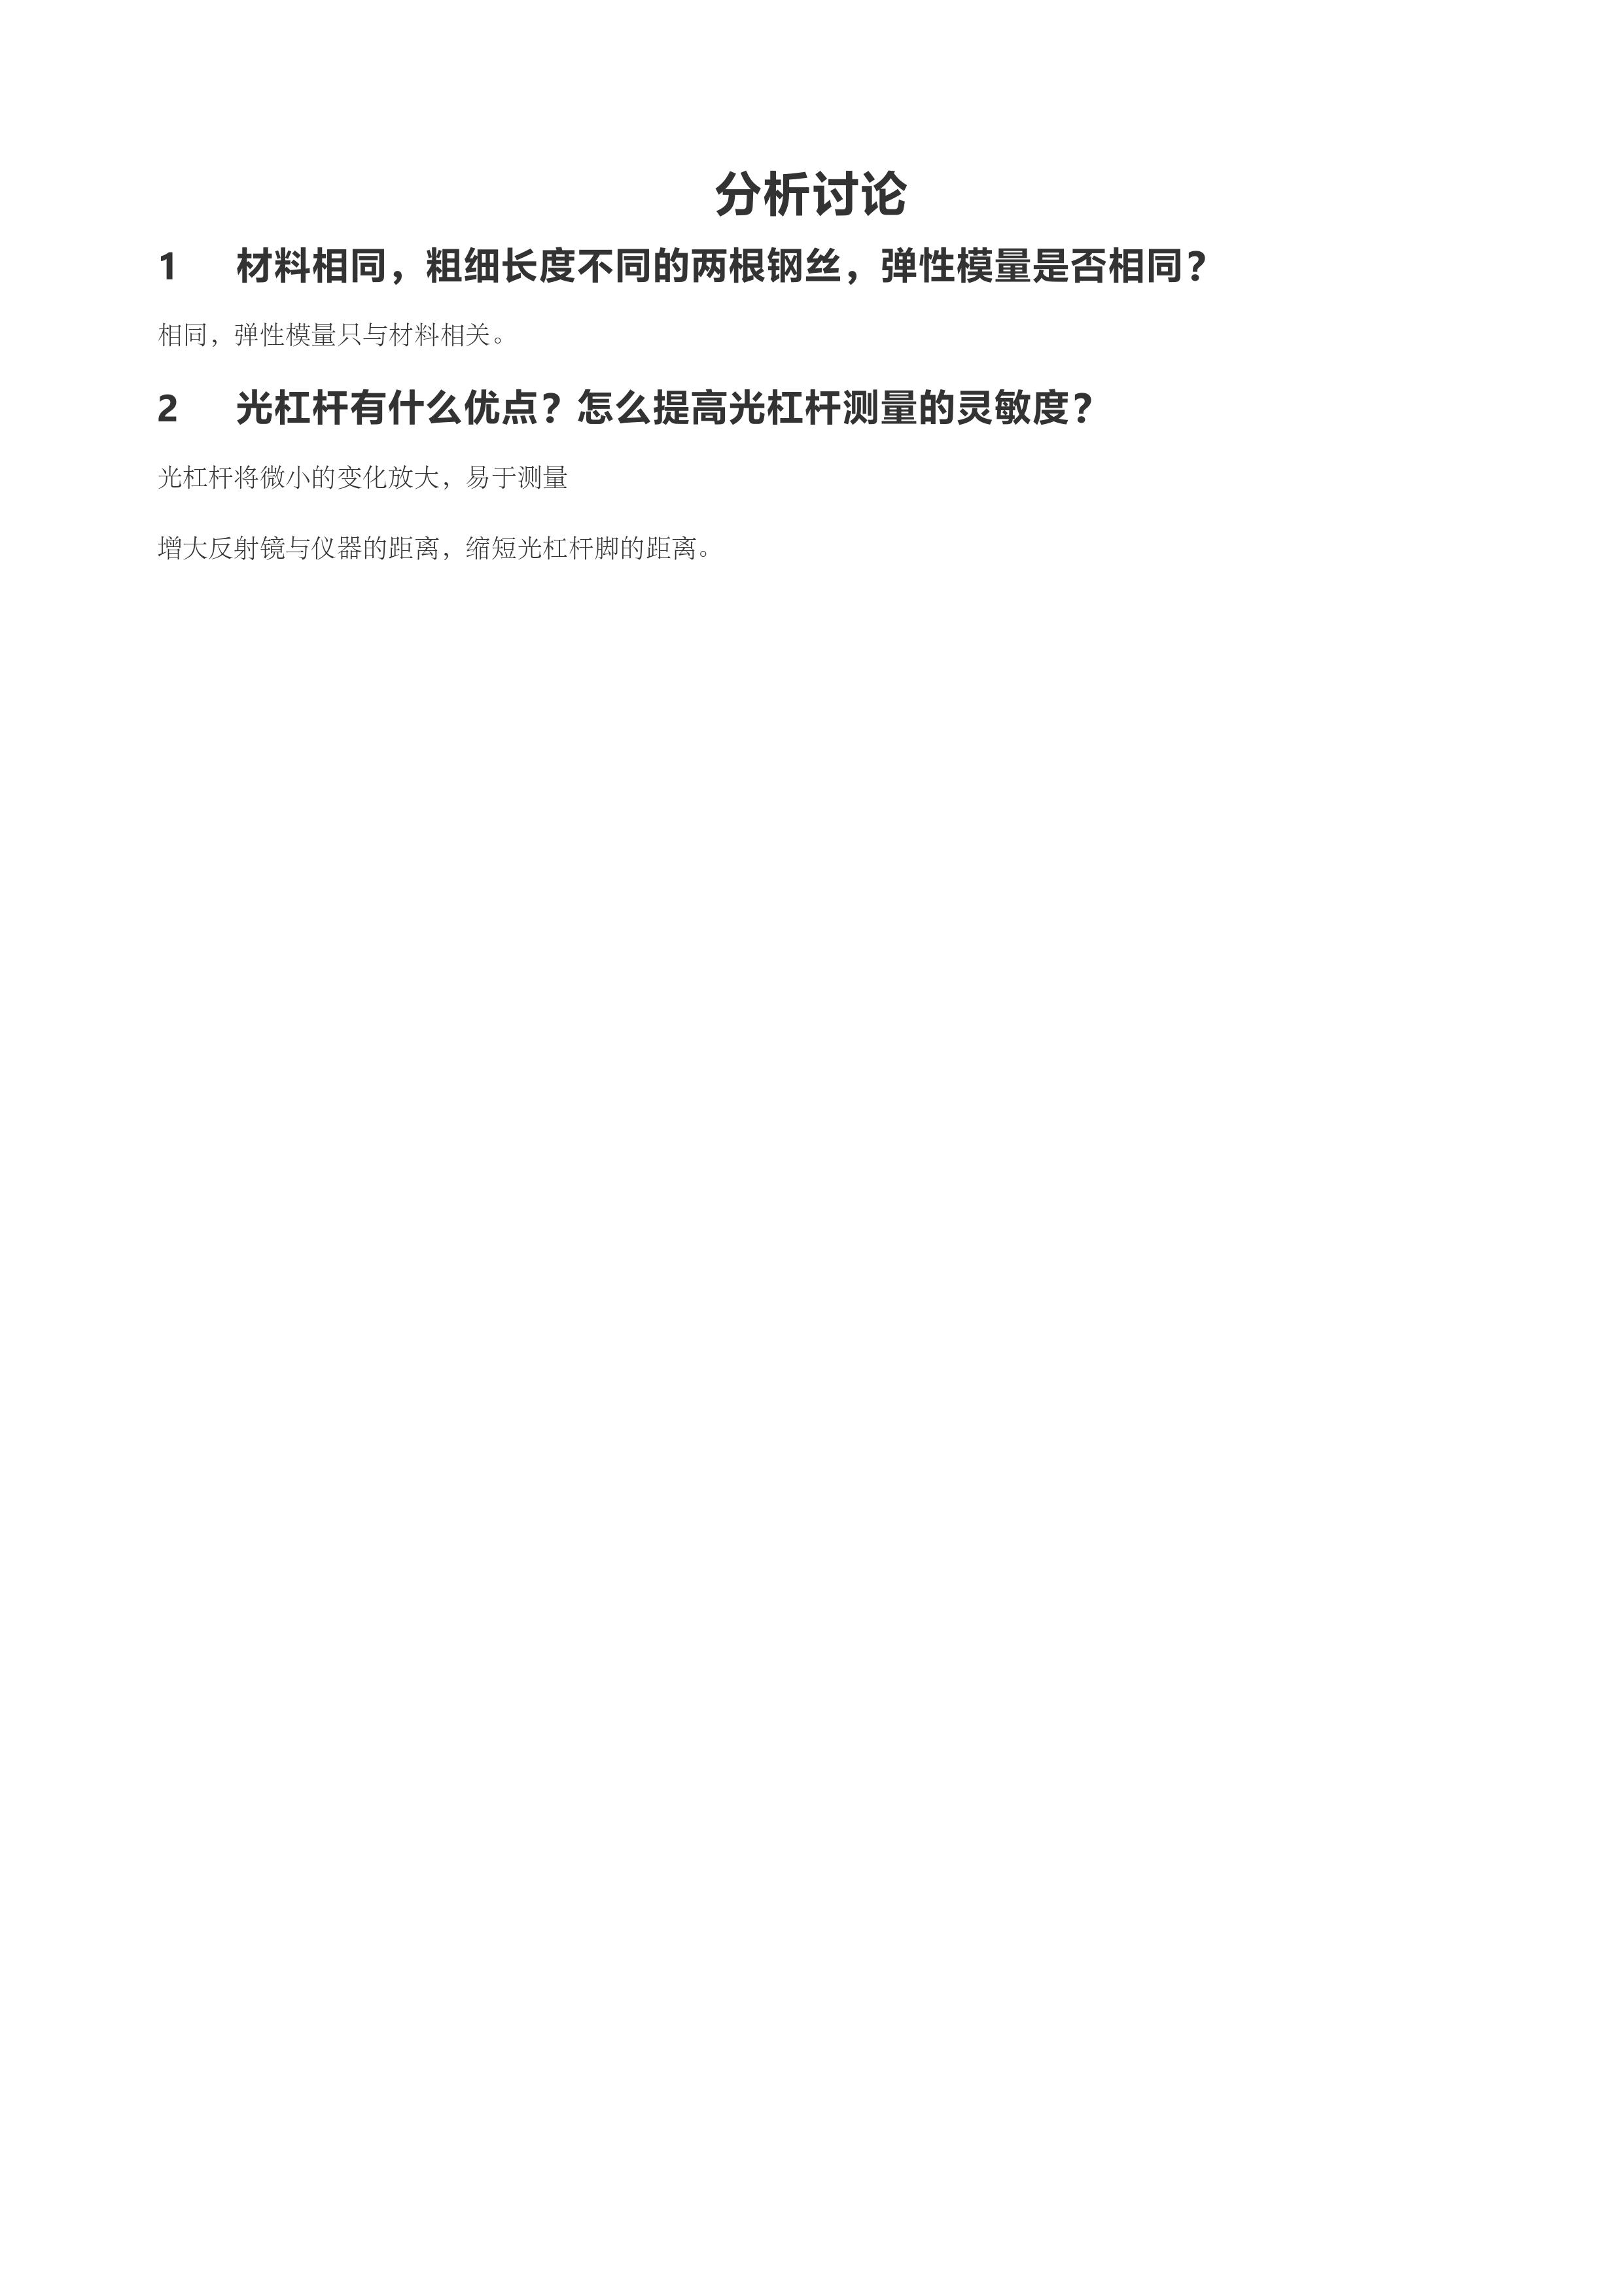 分析讨论
1 材料相同，粗细长度不同的两根钢丝，弹性模量是否相同？
相同，弹性模量只与材料相关。
2 光杠杆有什么优点？怎么提高光杠杆测量的灵敏度？
光杠杆将微小的变化放大，易于测量
增大反射镜与仪器的距离，缩短光杠杆脚的距离。